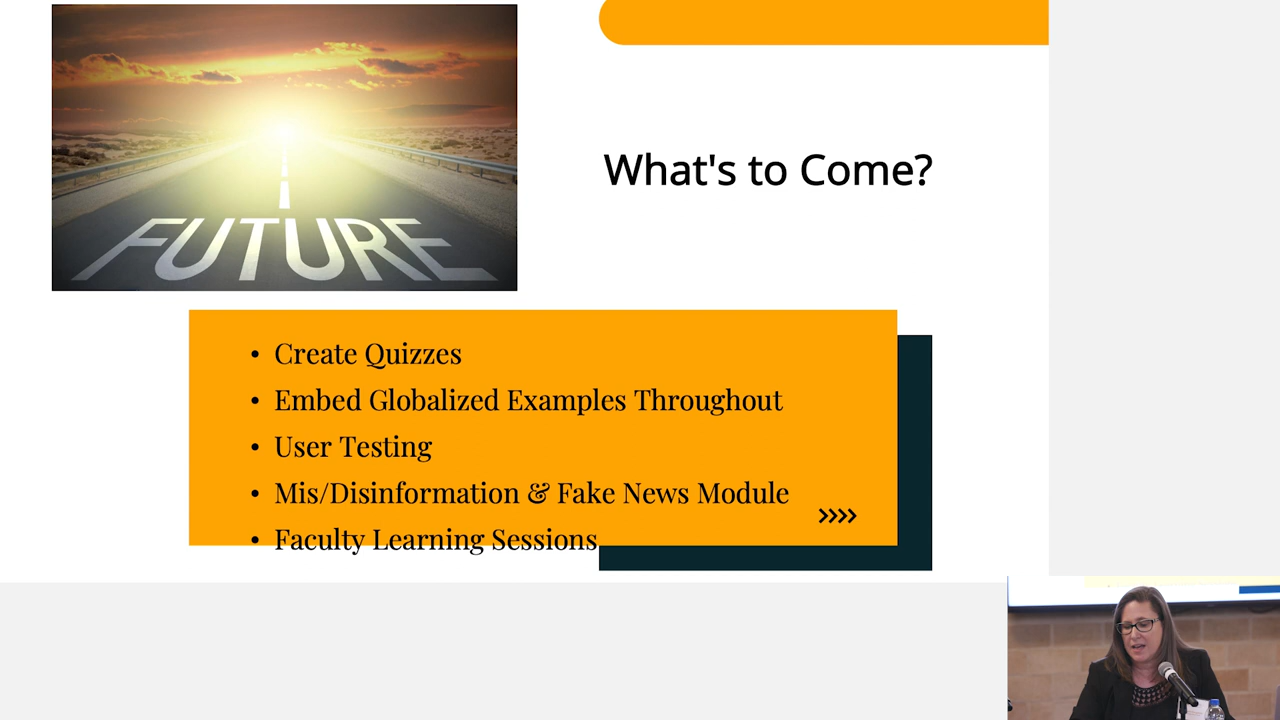 FUTURE
What's to Come?
• Create Quizzes
• Embed Globalized Examples Throughout
• User Testing
• Mis/Disinformation & Fake News Module
• Faculty Learning Sessions